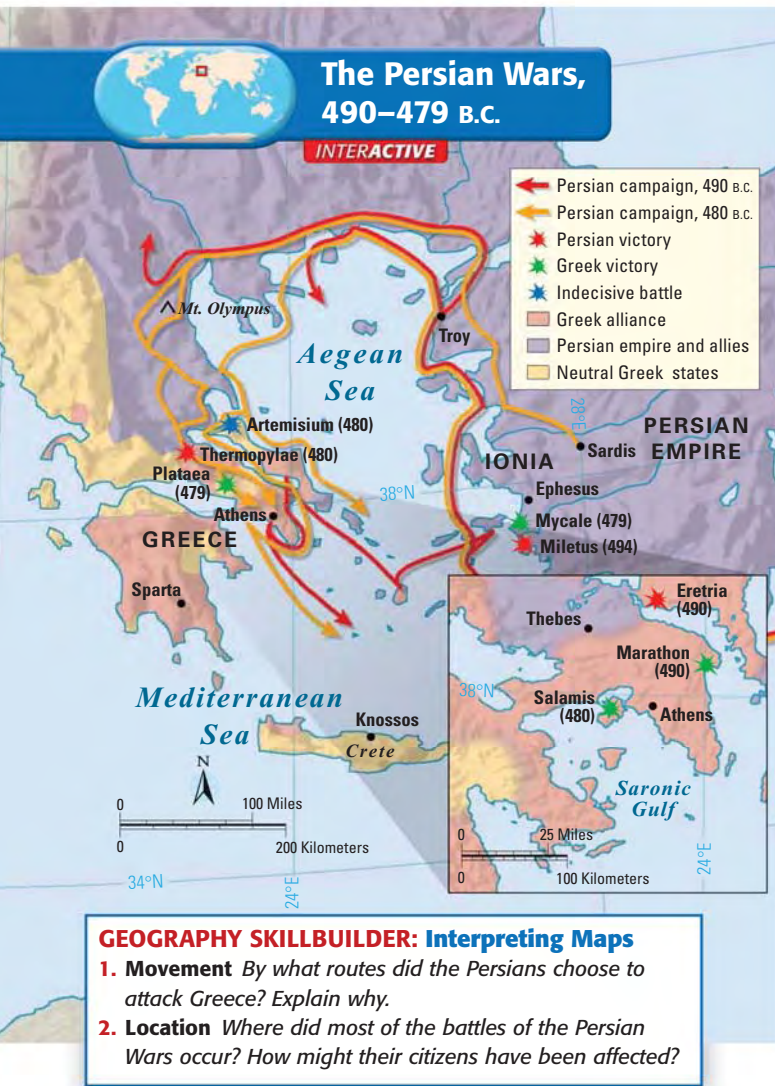 The Persian Wars,
490–479 B.C.
INTERACTIVE
Persian campaign, 490 B.C.
Persian campaign, 480 B.C.
Persian victory
Greek victory
Indecisive battle
Greek alliance
Persian empire and allies
Neutral Greek states
Mt. Olympus
Troy
Aegean
Sea
28°E
PERSIAN
EMPIRE
Artemisium (480)
Thermopylae (480)
Sardis
IONIA
Plataea
(479)
38°N
Ephesus
Athens
Mycale (479)
GREECE
Miletus (494)
Sparta
Eretria
(490)
Thebes
Marathon
(490)
38°N
Salamis
(480)
Athens
Saronic
Gulf
0 25 Miles
0 100 Kilometers
24°E
Mediterranean
Sea
Knossos
Crete
N
0 100 Miles
0 200 Kilometers
34°N
24°E
GEOGRAPHY SKILLBUILDER: Interpreting Maps
1. Movement By what routes did the Persians choose to
attack Greece? Explain why.
2. Location Where did most of the battles of the Persian
Wars occur? How might their citizens have been affected?